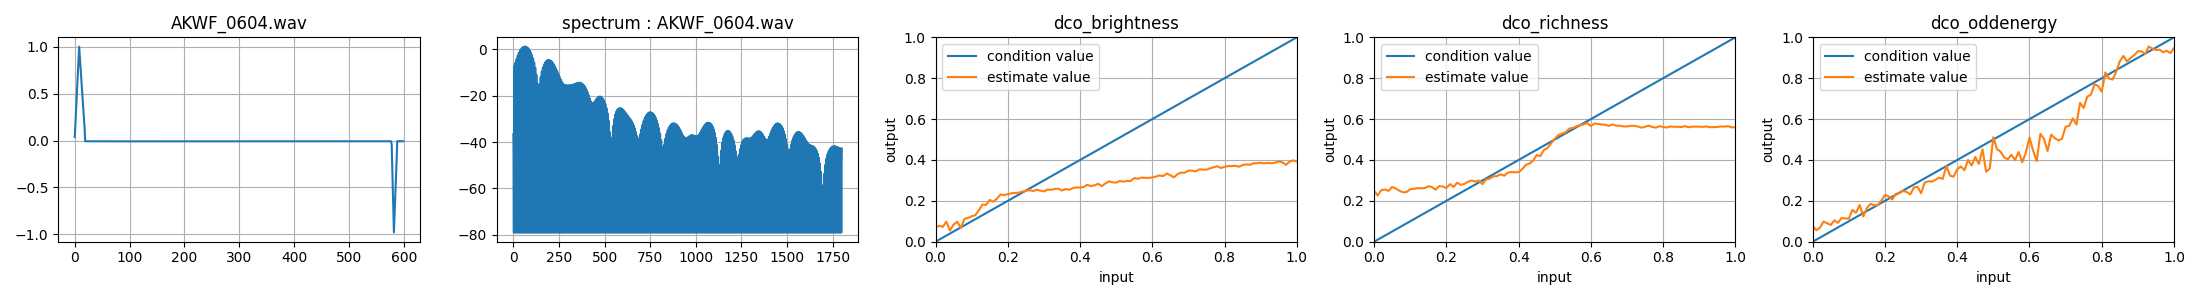 AKWF_0604.wav
1.0
0.5
0.0
−0.5
−1.0
0 100 200 300 400 500 600
spectrum : AKWF_0604.wav
0
−20
−40
−60
−80
0 250 500 750 1000 1250 1500 1750
dco_brightness
condition value
estimate value
output
1.0
0.8
0.6
0.4
0.2
0.0
0.0 0.2 0.4 0.6 0.8 1.0
input
dco_richness
condition value
estimate value
output
1.0
0.8
0.6
0.4
0.2
0.0
0.0 0.2 0.4 0.6 0.8 1.0
input
dco_oddenergy
condition value
estimate value
output
1.0
0.8
0.6
0.4
0.2
0.0
0.0 0.2 0.4 0.6 0.8 1.0
input